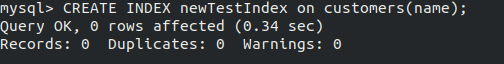 mysql> CREATE INDEX newTestIndex on customers(name);
Query OK, 0 rows affected (0.34 sec)
Records: 0  Duplicates: 0  Warnings: 0